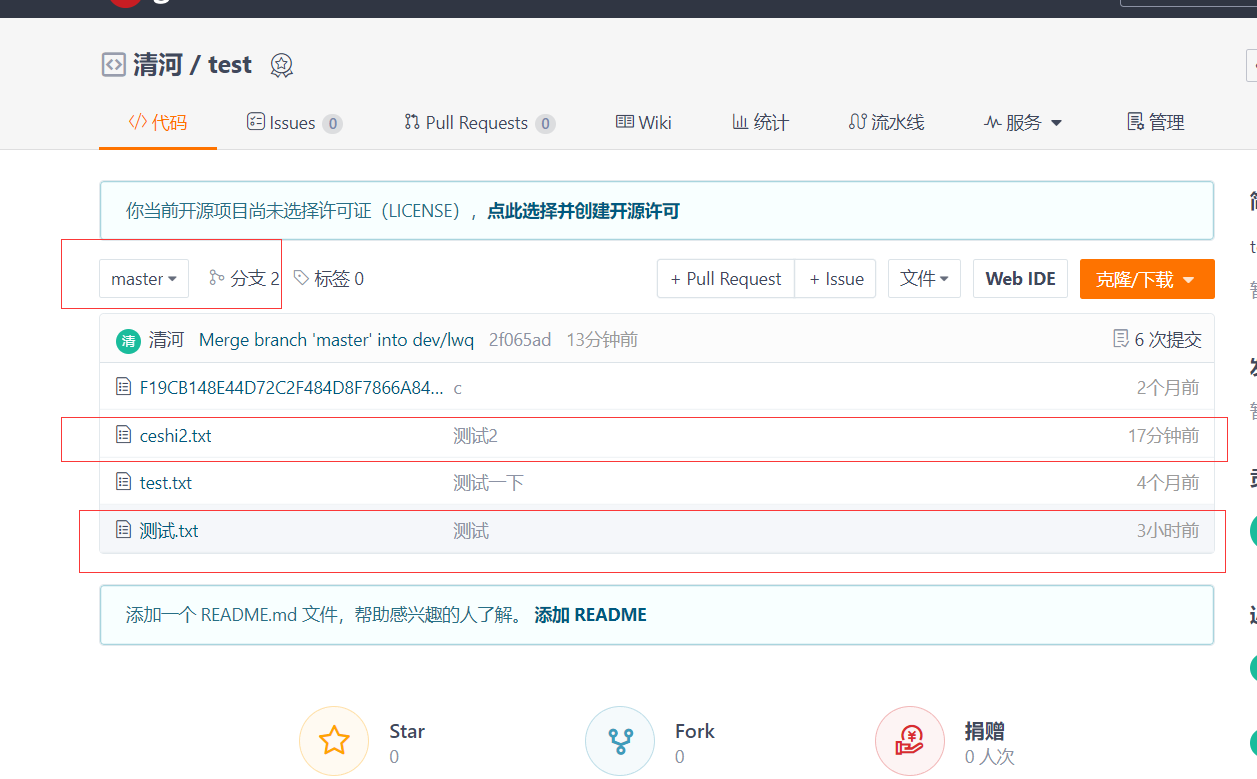 清河 / test
代码 Issues 0 Pull Requests 0 Wiki 统计 流水线 服务 管理
你当前开源项目尚未选择许可证（LICENSE），点此选择并创建开源许可
master 分支 2 标签 0 + Pull Request + Issue 文件 Web IDE 克隆/下载
清 清河 Merge branch 'master' into dev/lwq 2f065ad 13分钟前 6 次提交
F19CB148E44D72C2F484D8F7866A84... c 2个月前
ceshi2.txt 测试2 17分钟前
test.txt 测试一下 4个月前
测试.txt 测试 3小时前
添加一个 README.md 文件，帮助感兴趣的人了解。 添加 README
Star
0
Fork
0
捐赠
0 人次